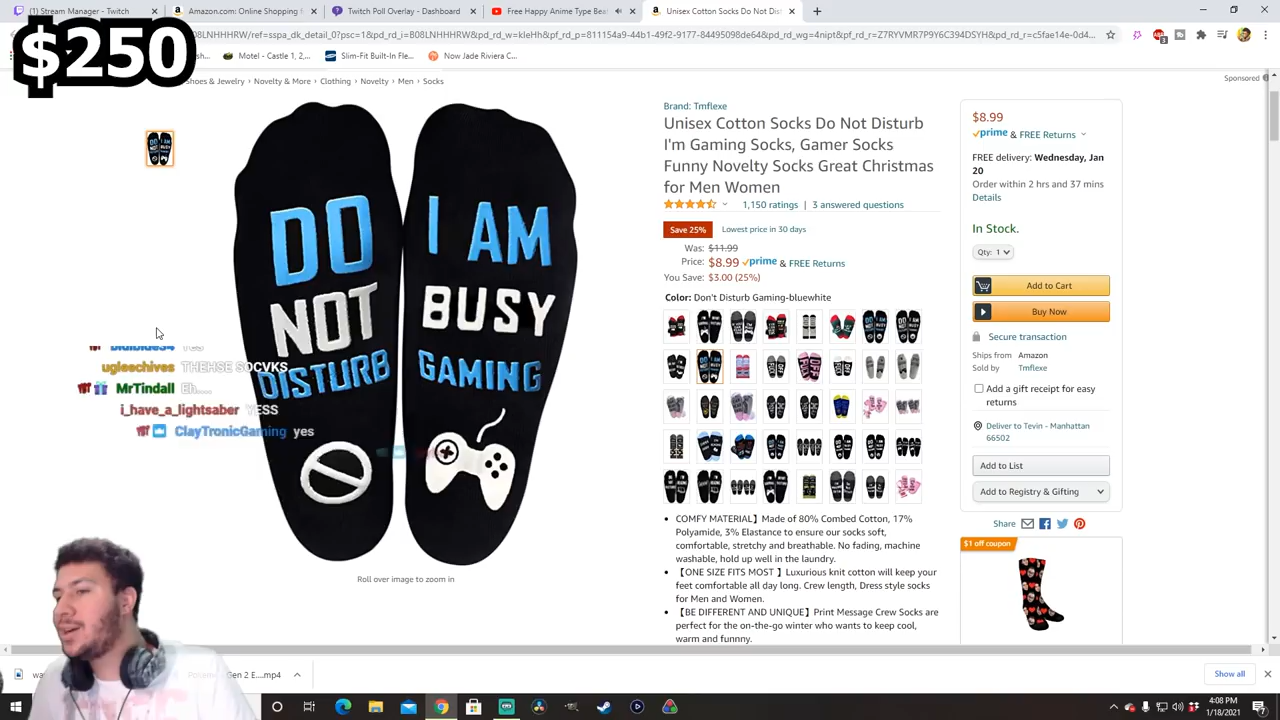 (1) Stream Manager - Twitch
Amazon.com
Twitch Poll Overlay - Dashboard
Free Happy Anime Type Beat
Unisex Cotton Socks Do Not Dist
Motel - Castle 1, 2,...
Slim-Fit Built-In Fle...
Now Jade Riviera C...
$250
Shoes & Jewelry › Novelty & More › Clothing › Novelty › Men › Socks
Sponsored
DO
NOT
DISTURB
I AM
BUSY
GAMING
Roll over image to zoom in
Yes
ugleechives THEHSE SOCVKS
MrTindall Eh....
i_have_a_lightsaber YESS
ClayTronicGaming yes
Brand: Tmflexe
Unisex Cotton Socks Do Not Disturb
I'm Gaming Socks, Gamer Socks
Funny Novelty Socks Great Christmas
for Men Women
1,150 ratings | 3 answered questions
Save 25% Lowest price in 30 days
Was: $11.99
Price: $8.99 prime & FREE Returns
You Save: $3.00 (25%)
Color: Don't Disturb Gaming-bluewhite
• COMFY MATERIAL】Made of 80% Combed Cotton, 17%
Polyamide, 3% Elastance to ensure our socks soft,
comfortable, stretchy and breathable. No fading, machine
washable, hold up well in the laundry.
• 【ONE SIZE FITS MOST 】Luxurious knit cotton will keep your
feet comfortable all day long. Crew length, Dress style socks
for Men and Women.
• 【BE DIFFERENT AND UNIQUE】Print Message Crew Socks are
perfect for the on-the-go winter who wants to keep cool,
warm and funnny.
$8.99
prime & FREE Returns
FREE delivery: Wednesday, Jan
20
Order within 2 hrs and 37 mins
Details
In Stock.
Qty: 1
Add to Cart
Buy Now
Secure transaction
Ships from Amazon
Sold by Tmflexe
Add a gift receipt for easy
returns
Deliver to Tevin - Manhattan
66502
Add to List
Add to Registry & Gifting
Share
$1 off coupon
Gen 2 E....mp4
Show all
4:08 PM
1/18/2021